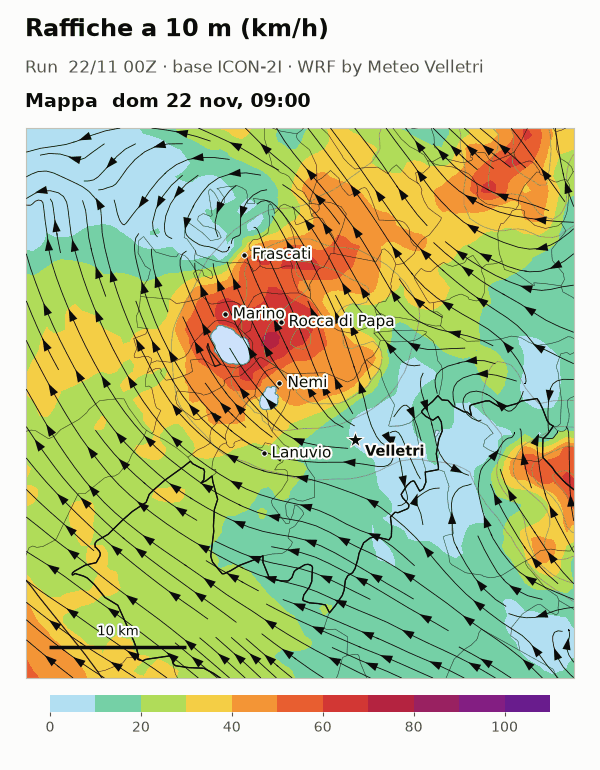 Raffiche a 10 m (km/h)
Run  22/11 00Z · base ICON-2I · WRF by Meteo Velletri
Mappa  dom 22 nov, 09:00
Frascati
Marino
Rocca di Papa
Nemi
Velletri
Lanuvio
10 km
0 20 40 60 80 100